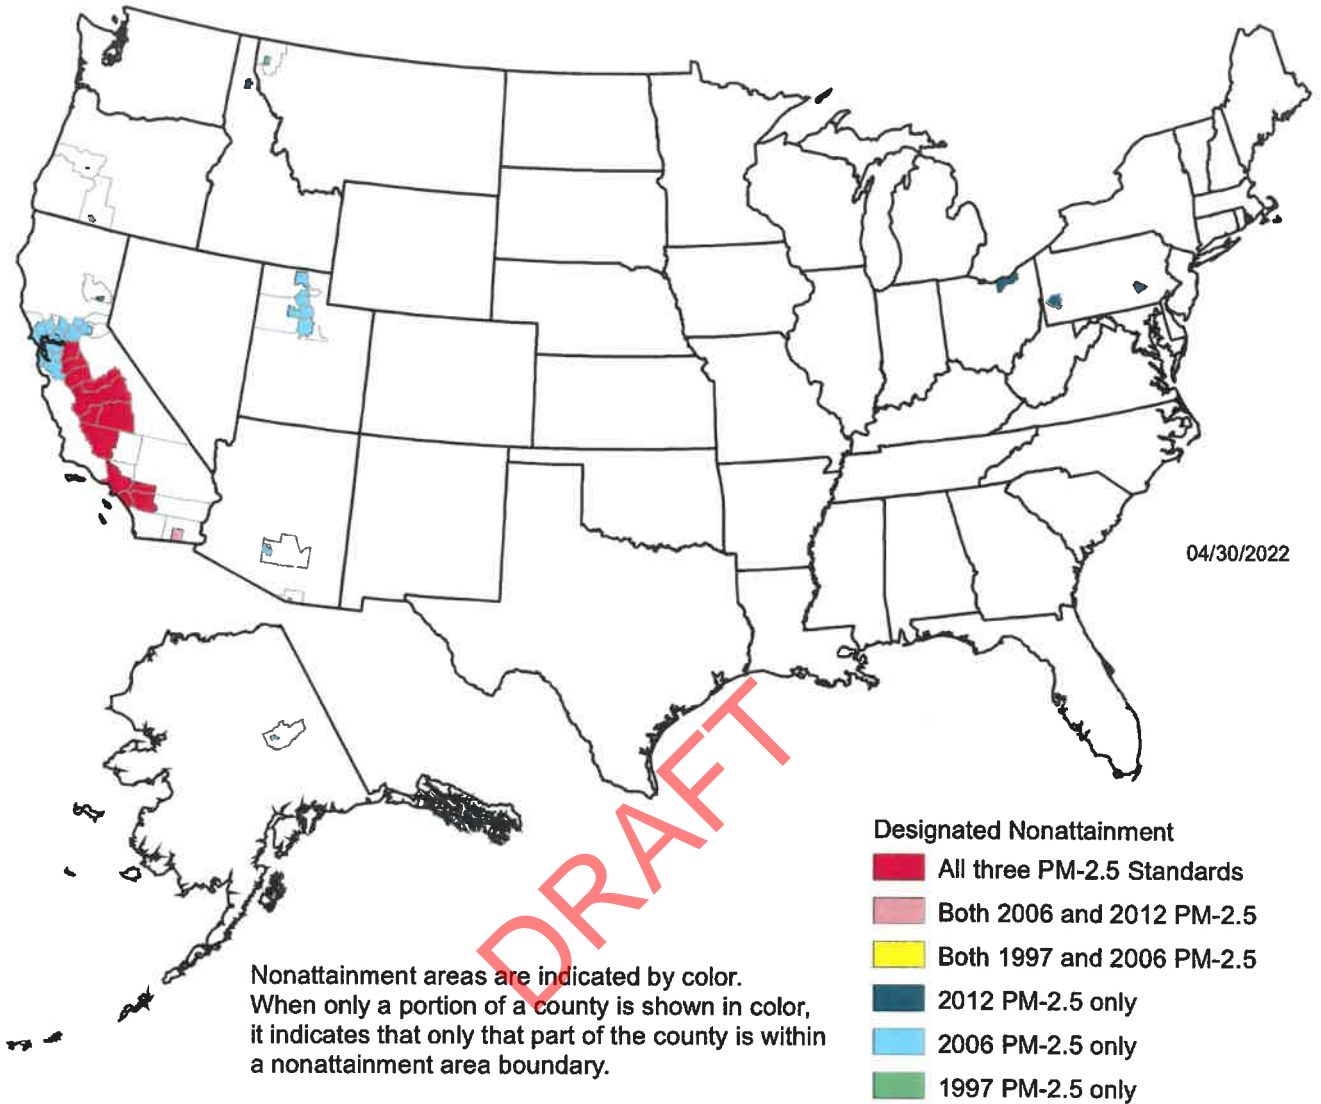 04/30/2022
DRAFT
Designated Nonattainment
All three PM-2.5 Standards
Both 2006 and 2012 PM-2.5
Both 1997 and 2006 PM-2.5
2012 PM-2.5 only
2006 PM-2.5 only
1997 PM-2.5 only
Nonattainment areas are indicated by color.
When only a portion of a county is shown in color,
it indicates that only that part of the county is within
a nonattainment area boundary.